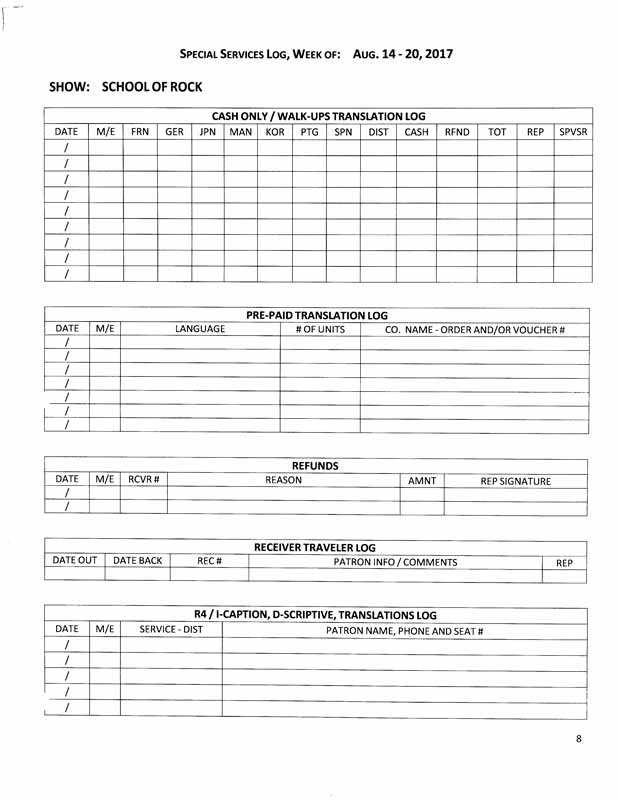 SPECIAL SERVICES LOG, WEEK OF: AUG. 14 - 20, 2017
SHOW: SCHOOL OF ROCK
CASH ONLY / WALK-UPS TRANSLATION LOG
DATE M/E FRN GER JPN MAN KOR PTG SPN DIST CASH RFND TOT REP SPVSR
/
/
/
/
/
/
/
/
/
PRE-PAID TRANSLATION LOG
DATE M/E LANGUAGE # OF UNITS CO. NAME - ORDER AND/OR VOUCHER #
/
/
/
/
/
/
/
REFUNDS
DATE M/E RCVR # REASON AMNT REP SIGNATURE
/
/
RECEIVER TRAVELER LOG
DATE OUT DATE BACK REC # PATRON INFO / COMMENTS REP
R4 / I-CAPTION, D-SCRIPTIVE, TRANSLATIONS LOG
DATE M/E SERVICE - DIST PATRON NAME, PHONE AND SEAT #
/
/
/
/
/
8